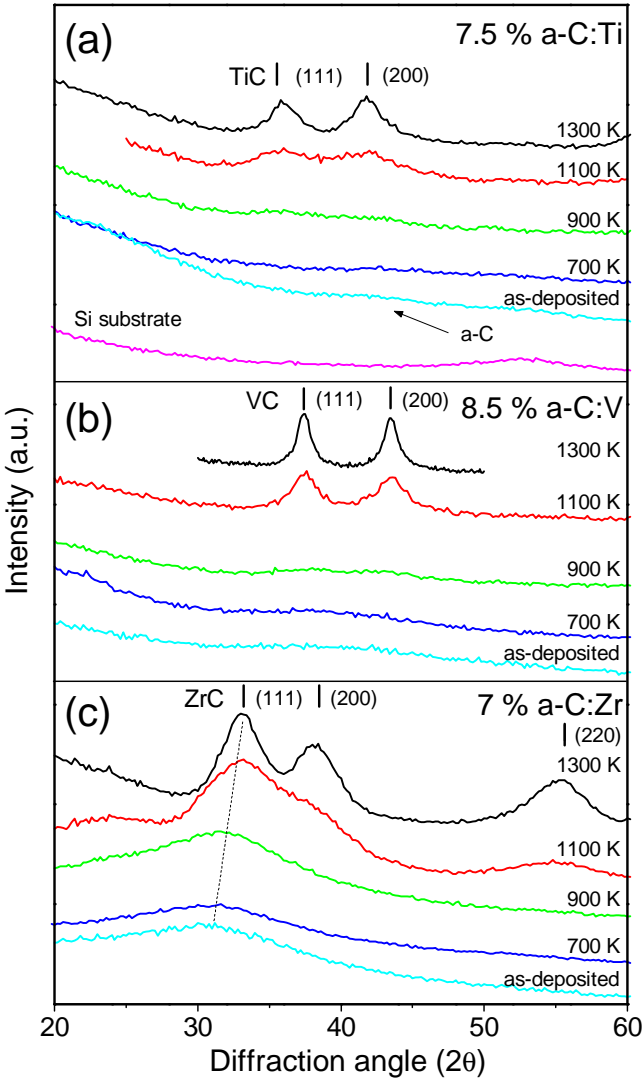 (a) 7.5 % a-C:Ti
TiC (111) (200)
1300 K
1100 K
900 K
700 K
as-deposited
a-C
Si substrate
(b) VC (111) (200) 8.5 % a-C:V
1300 K
1100 K
900 K
700 K
as-deposited
(c) ZrC (111) (200) 7 % a-C:Zr
(220)
1300 K
1100 K
900 K
700 K
as-deposited
Intensity (a.u.)
20 30 40 50 60
Diffraction angle (2θ)